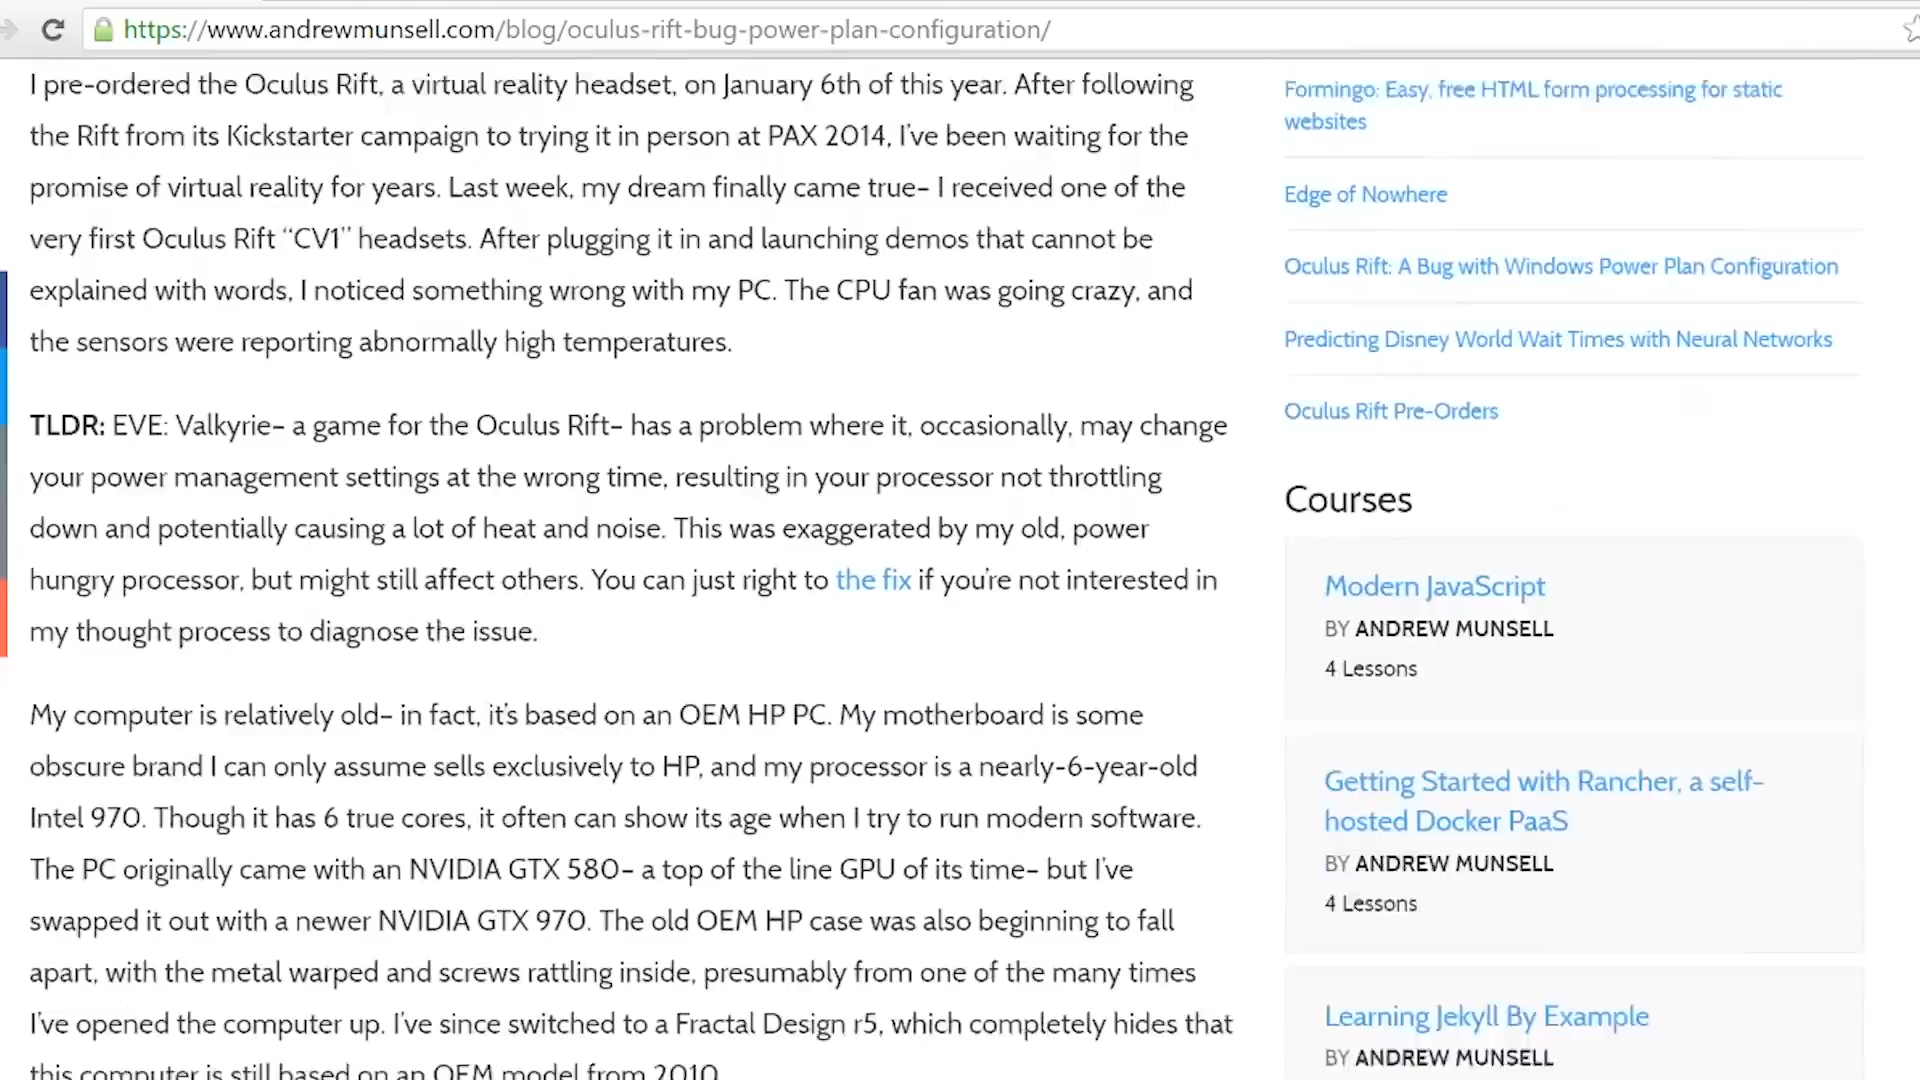 https://www.andrewmunsell.com/blog/oculus-rift-bug-power-plan-configuration/
I pre-ordered the Oculus Rift, a virtual reality headset, on January 6th of this year. After following
the Rift from its Kickstarter campaign to trying it in person at PAX 2014, I've been waiting for the
promise of virtual reality for years. Last week, my dream finally came true– I received one of the
very first Oculus Rift “CV1” headsets. After plugging it in and launching demos that cannot be
explained with words, I noticed something wrong with my PC. The CPU fan was going crazy, and
the sensors were reporting abnormally high temperatures.
TLDR: EVE: Valkyrie– a game for the Oculus Rift– has a problem where it, occasionally, may change
your power management settings at the wrong time, resulting in your processor not throttling
down and potentially causing a lot of heat and noise. This was exaggerated by my old, power
hungry processor, but might still affect others. You can just right to the fix if you're not interested in
my thought process to diagnose the issue.
My computer is relatively old– in fact, it's based on an OEM HP PC. My motherboard is some
obscure brand I can only assume sells exclusively to HP, and my processor is a nearly-6-year-old
Intel 970. Though it has 6 true cores, it often can show its age when I try to run modern software.
The PC originally came with an NVIDIA GTX 580– a top of the line GPU of its time– but I've
swapped it out with a newer NVIDIA GTX 970. The old OEM HP case was also beginning to fall
apart, with the metal warped and screws rattling inside, presumably from one of the many times
I've opened the computer up. I've since switched to a Fractal Design r5, which completely hides that
this computer is still based on an OEM model from 2010.
Formingo: Easy, free HTML form processing for static
websites
Edge of Nowhere
Oculus Rift: A Bug with Windows Power Plan Configuration
Predicting Disney World Wait Times with Neural Networks
Oculus Rift Pre-Orders
Courses
Modern JavaScript
BY ANDREW MUNSELL
4 Lessons
Getting Started with Rancher, a self-
hosted Docker PaaS
BY ANDREW MUNSELL
4 Lessons
Learning Jekyll By Example
BY ANDREW MUNSELL